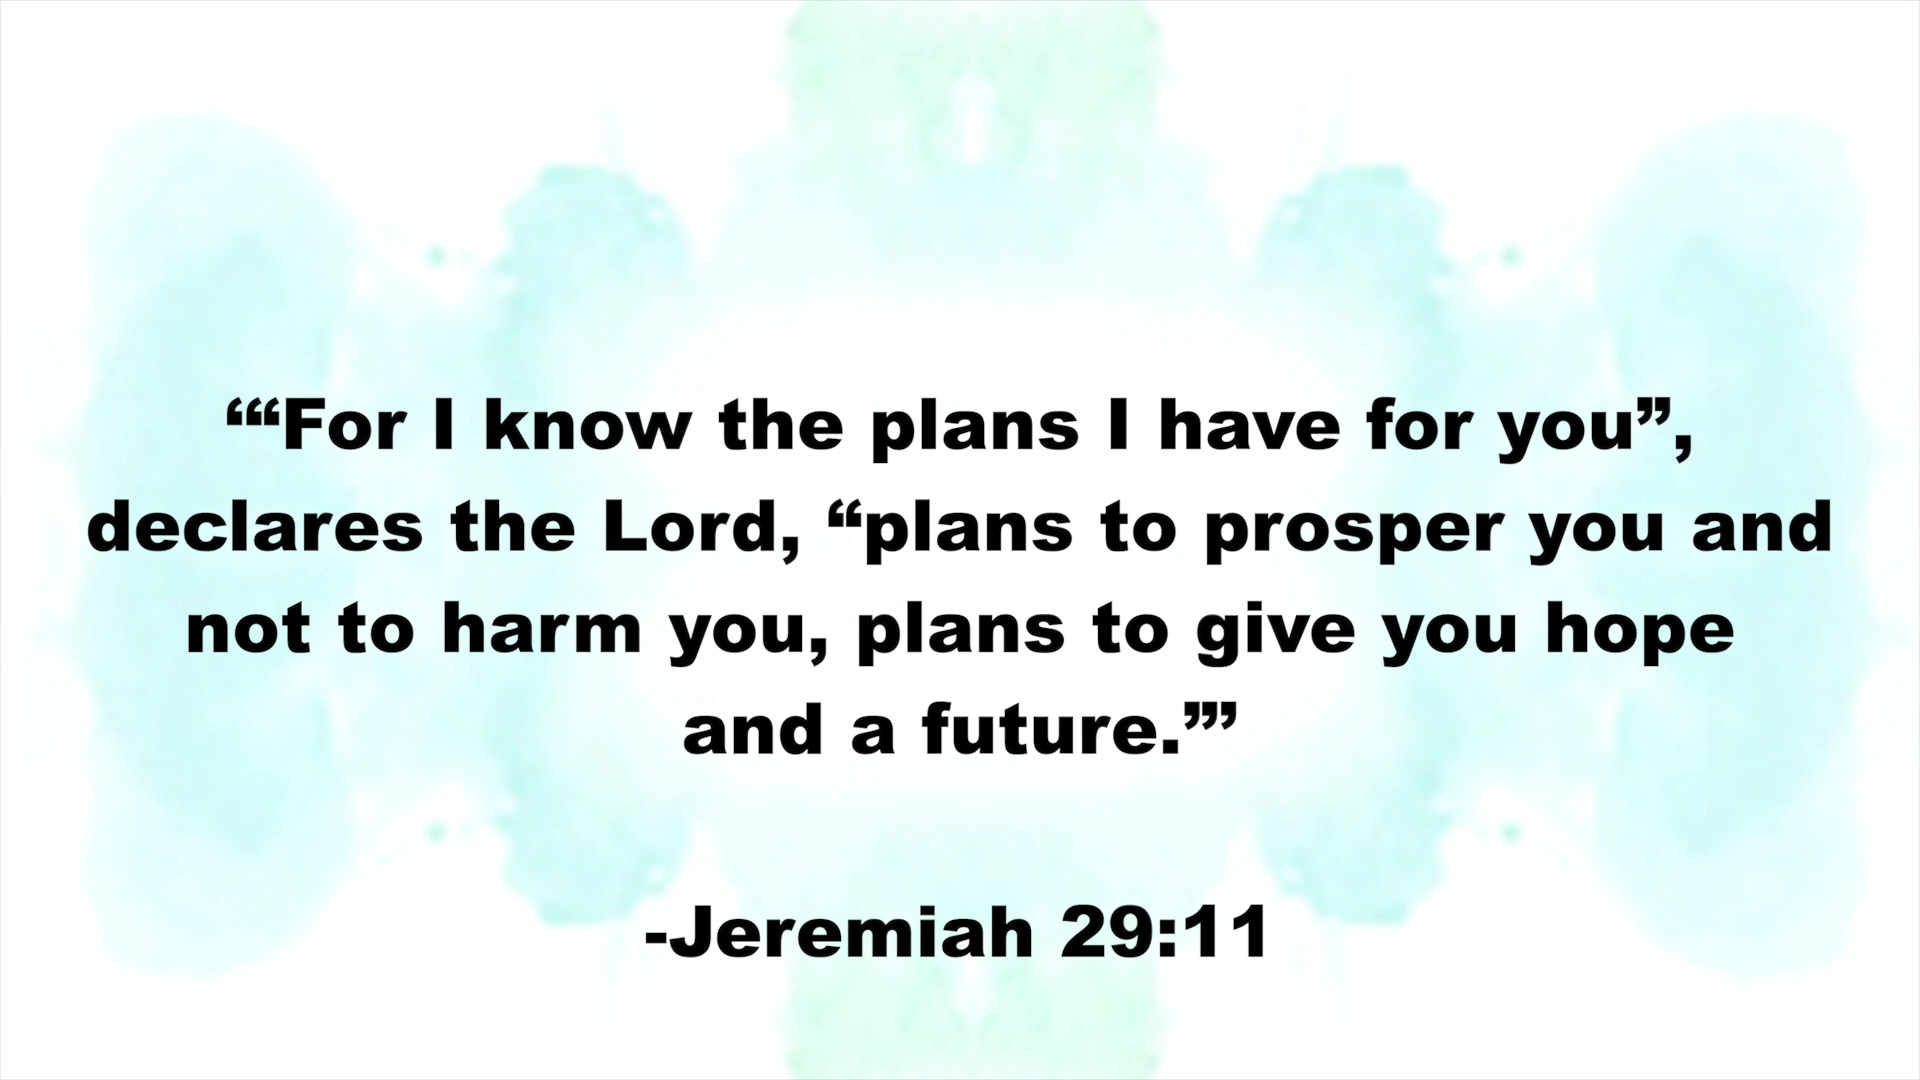 “‘For I know the plans I have for you”,
declares the Lord, “plans to prosper you and
not to harm you, plans to give you hope
and a future.”’
-Jeremiah 29:11